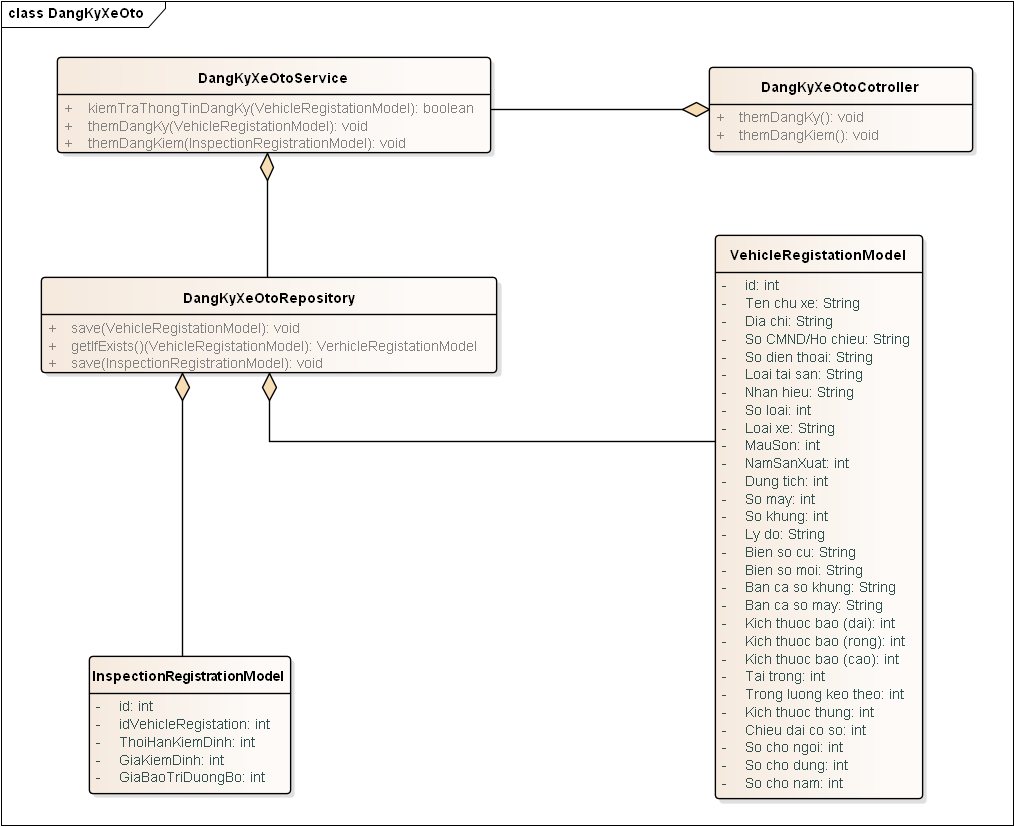 class DangKyXeOto
DangKyXeOtoService
+ kiemTraThongTinDangKy(VehicleRegistationModel): boolean
+ themDangKy(VehicleRegistationModel): void
+ themDangKiem(InspectionRegistrationModel): void
DangKyXeOtoCotroller
+ themDangKy(): void
+ themDangKiem(): void
DangKyXeOtoRepository
+ save(VehicleRegistationModel): void
+ getIfExists()(VehicleRegistationModel): VerhicleRegistationModel
+ save(InspectionRegistrationModel): void
VehicleRegistationModel
- id: int
- Ten chu xe: String
- Dia chi: String
- So CMND/Ho chieu: String
- So dien thoai: String
- Loai tai san: String
- Nhan hieu: String
- So loai: int
- Loai xe: String
- MauSon: int
- NamSanXuat: int
- Dung tich: int
- So may: int
- So khung: int
- Ly do: String
- Bien so cu: String
- Bien so moi: String
- Ban ca so khung: String
- Ban ca so may: String
- Kich thuoc bao (dai): int
- Kich thuoc bao (rong): int
- Kich thuoc bao (cao): int
- Tai trong: int
- Trong luong keo theo: int
- Kich thuoc thung: int
- Chieu dai co so: int
- So cho ngoi: int
- So cho dung: int
- So cho nam: int
InspectionRegistrationModel
- id: int
- idVehicleRegistation: int
- ThoiHanKiemDinh: int
- GiaKiemDinh: int
- GiaBaoTriDuongBo: int